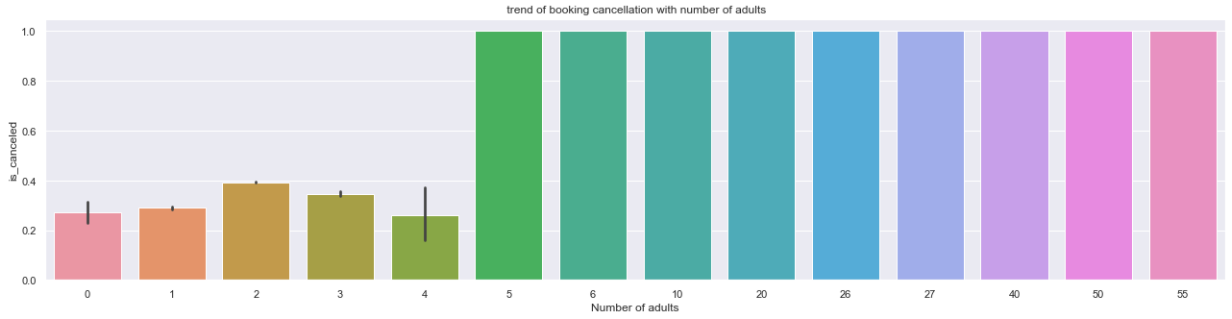 trend of booking cancellation with number of adults
is_canceled
1.0
0.8
0.6
0.4
0.2
0.0
0 1 2 3 4 5 6 10 20 26 27 40 50 55
Number of adults